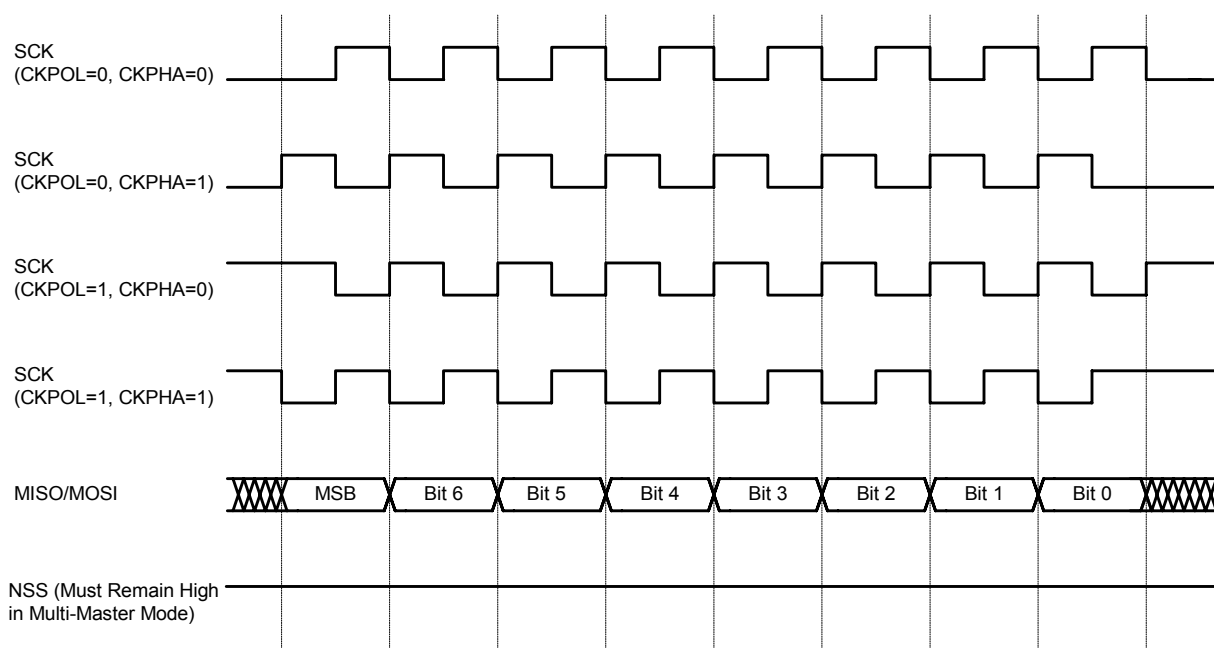 SCK
(CKPOL=0, CKPHA=0)
SCK
(CKPOL=0, CKPHA=1)
SCK
(CKPOL=1, CKPHA=0)
SCK
(CKPOL=1, CKPHA=1)
MISO/MOSI
MSB
Bit 6
Bit 5
Bit 4
Bit 3
Bit 2
Bit 1
Bit 0
NSS (Must Remain High
in Multi-Master Mode)